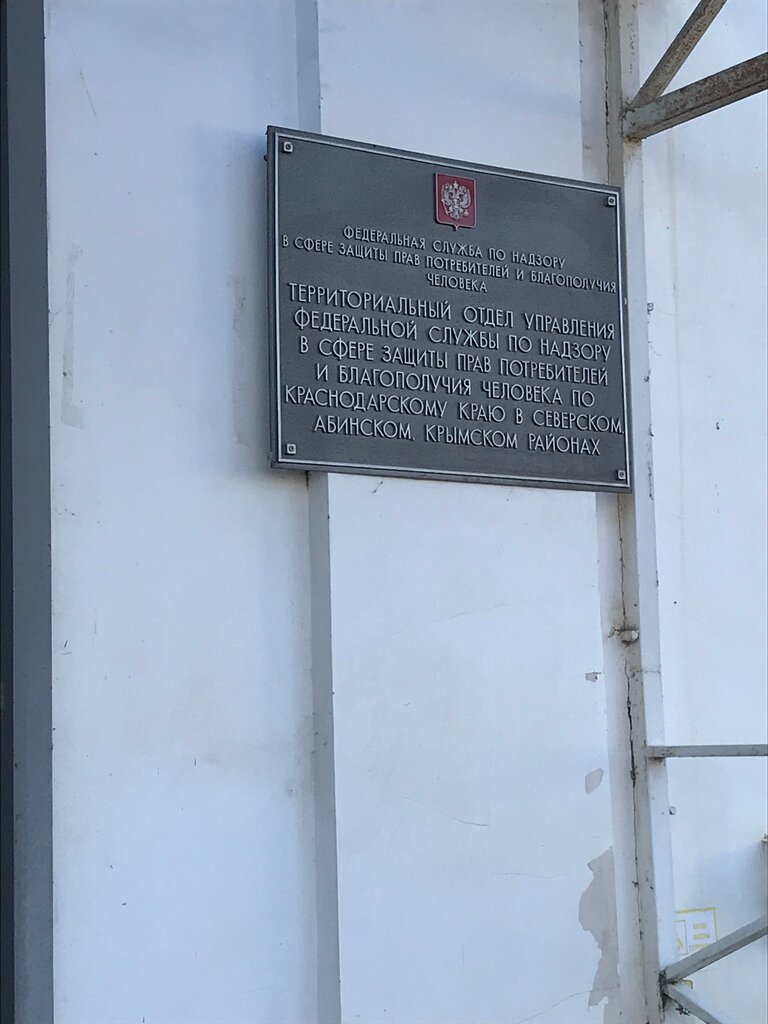 ФЕДЕРАЛЬНАЯ СЛУЖБА ПО НАДЗОРУ
В СФЕРЕ ЗАЩИТЫ ПРАВ ПОТРЕБИТЕЛЕЙ И БЛАГОПОЛУЧИЯ
ЧЕЛОВЕКА
ТЕРРИТОРИАЛЬНЫЙ ОТДЕЛ УПРАВЛЕНИЯ
ФЕДЕРАЛЬНОЙ СЛУЖБЫ ПО НАДЗОРУ
В СФЕРЕ ЗАЩИТЫ ПРАВ ПОТРЕБИТЕЛЕЙ
И БЛАГОПОЛУЧИЯ ЧЕЛОВЕКА ПО
КРАСНОДАРСКОМУ КРАЮ В СЕВЕРСКОМ,
АБИНСКОМ, КРЫМСКОМ РАЙОНАХ